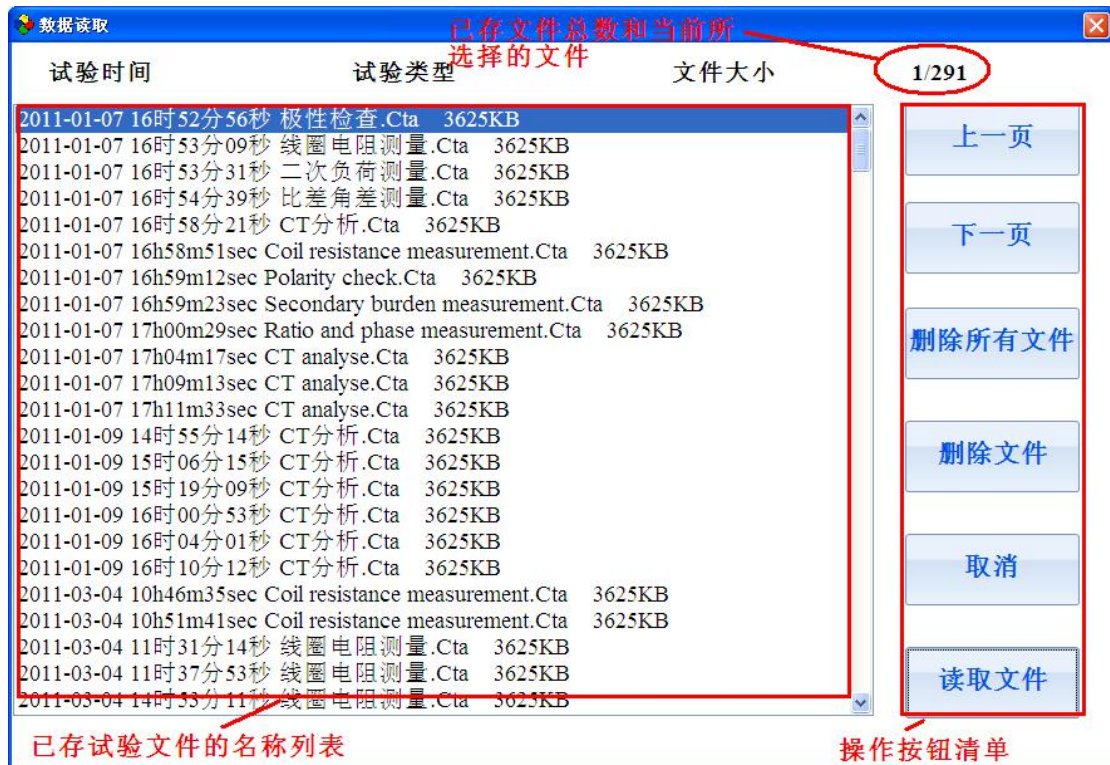 数据读取
已存文件总数和当前所
选择的文件
试验时间 试验类型 文件大小 1/291
2011-01-07 16时52分56秒 极性检查.Cta 3625KB
2011-01-07 16时53分09秒 线圈电阻测量.Cta 3625KB
2011-01-07 16时53分31秒 二次负荷测量.Cta 3625KB
2011-01-07 16时54分39秒 比差角差测量.Cta 3625KB
2011-01-07 16时58分21秒 CT分析.Cta 3625KB
2011-01-07 16h58m51sec Coil resistance measurement.Cta 3625KB
2011-01-07 16h59m12sec Polarity check.Cta 3625KB
2011-01-07 16h59m23sec Secondary burden measurement.Cta 3625KB
2011-01-07 17h00m29sec Ratio and phase measurement.Cta 3625KB
2011-01-07 17h04m17sec CT analyse.Cta 3625KB
2011-01-07 17h09m13sec CT analyse.Cta 3625KB
2011-01-07 17h11m33sec CT analyse.Cta 3625KB
2011-01-09 14时55分14秒 CT分析.Cta 3625KB
2011-01-09 15时06分15秒 CT分析.Cta 3625KB
2011-01-09 15时19分09秒 CT分析.Cta 3625KB
2011-01-09 16时00分53秒 CT分析.Cta 3625KB
2011-01-09 16时04分01秒 CT分析.Cta 3625KB
2011-01-09 16时10分12秒 CT分析.Cta 3625KB
2011-03-04 10h46m35sec Coil resistance measurement.Cta 3625KB
2011-03-04 10h51m41sec Coil resistance measurement.Cta 3625KB
2011-03-04 11时31分14秒 线圈电阻测量.Cta 3625KB
2011-03-04 11时37分53秒 线圈电阻测量.Cta 3625KB
2011-03-04 14时53分11秒 线圈电阻测量.Cta 3625KB
上一页
下一页
删除所有文件
删除文件
取消
读取文件
已存试验文件的名称列表
操作按钮清单